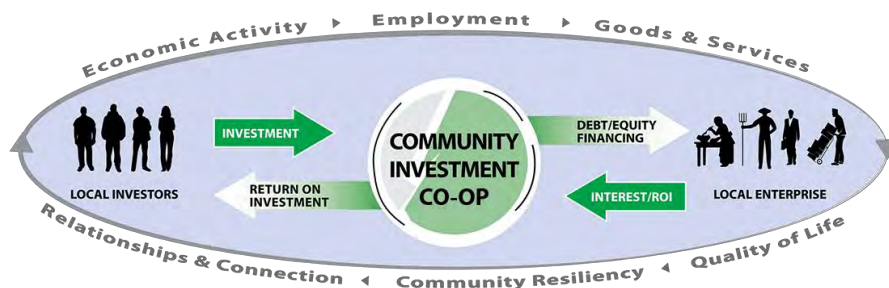 Economic Activity ▸ Employment ▸ Goods & Services
INVESTMENT
RETURN ON
INVESTMENT
LOCAL INVESTORS
COMMUNITY
INVESTMENT
CO-OP
DEBT/EQUITY
FINANCING
INTEREST/ROI
LOCAL ENTERPRISE
Relationships & Connection ◂ Community Resiliency ◂ Quality of Life